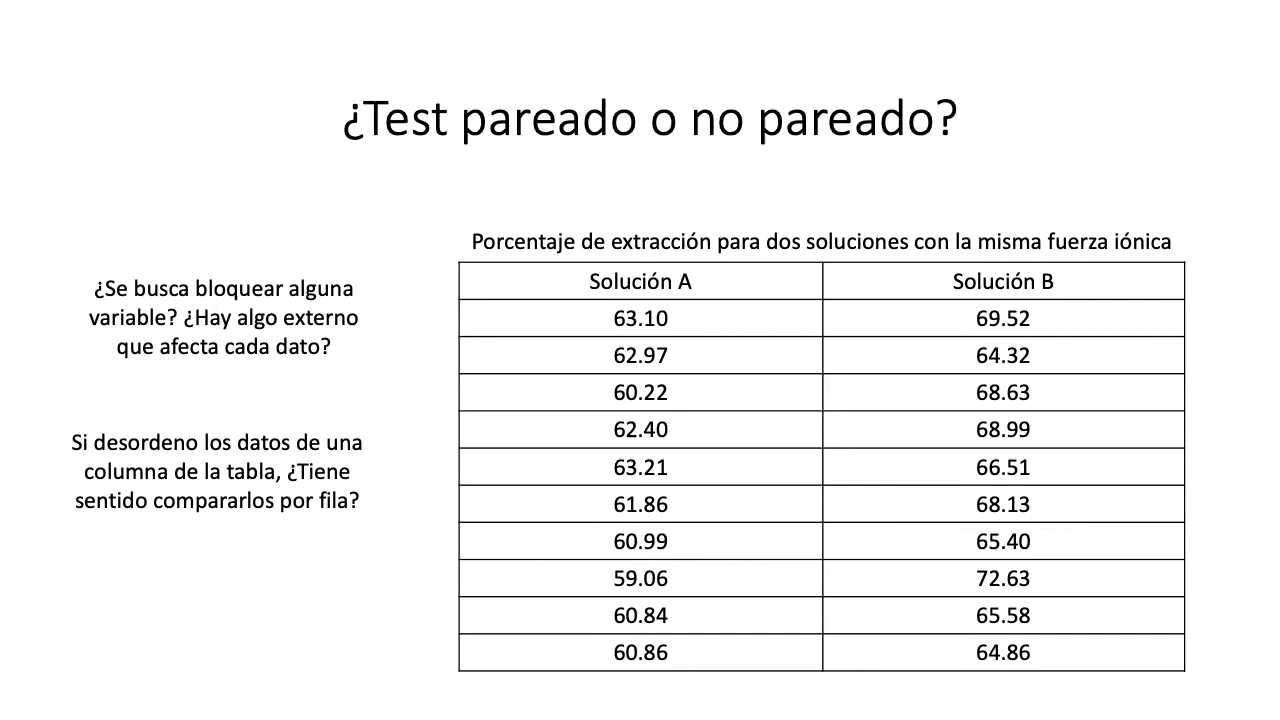 ¿Test pareado o no pareado?
¿Se busca bloquear alguna
variable? ¿Hay algo externo
que afecta cada dato?
Si desordeno los datos de una
columna de la tabla, ¿Tiene
sentido compararlos por fila?
Porcentaje de extracción para dos soluciones con la misma fuerza iónica
Solución A Solución B
63.10 69.52
62.97 64.32
60.22 68.63
62.40 68.99
63.21 66.51
61.86 68.13
60.99 65.40
59.06 72.63
60.84 65.58
60.86 64.86